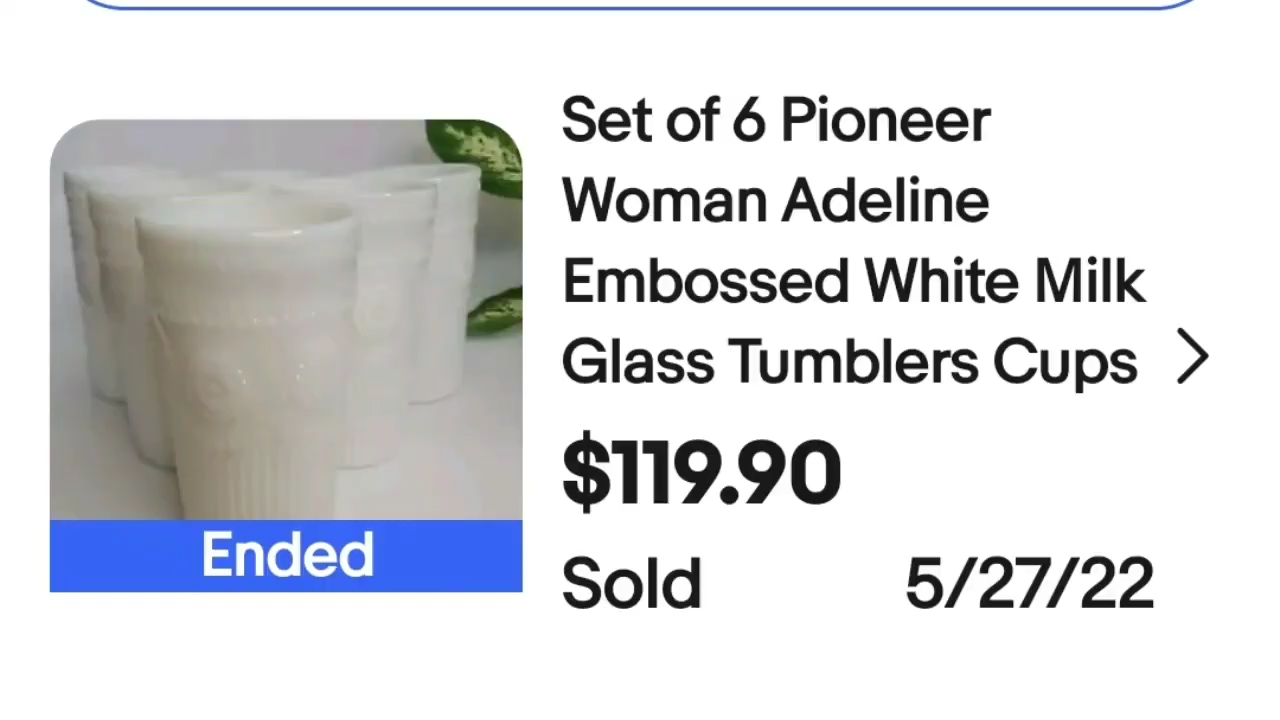 Set of 6 Pioneer
Woman Adeline
Embossed White Milk
Glass Tumblers Cups
$119.90
Ended
Sold 5/27/22